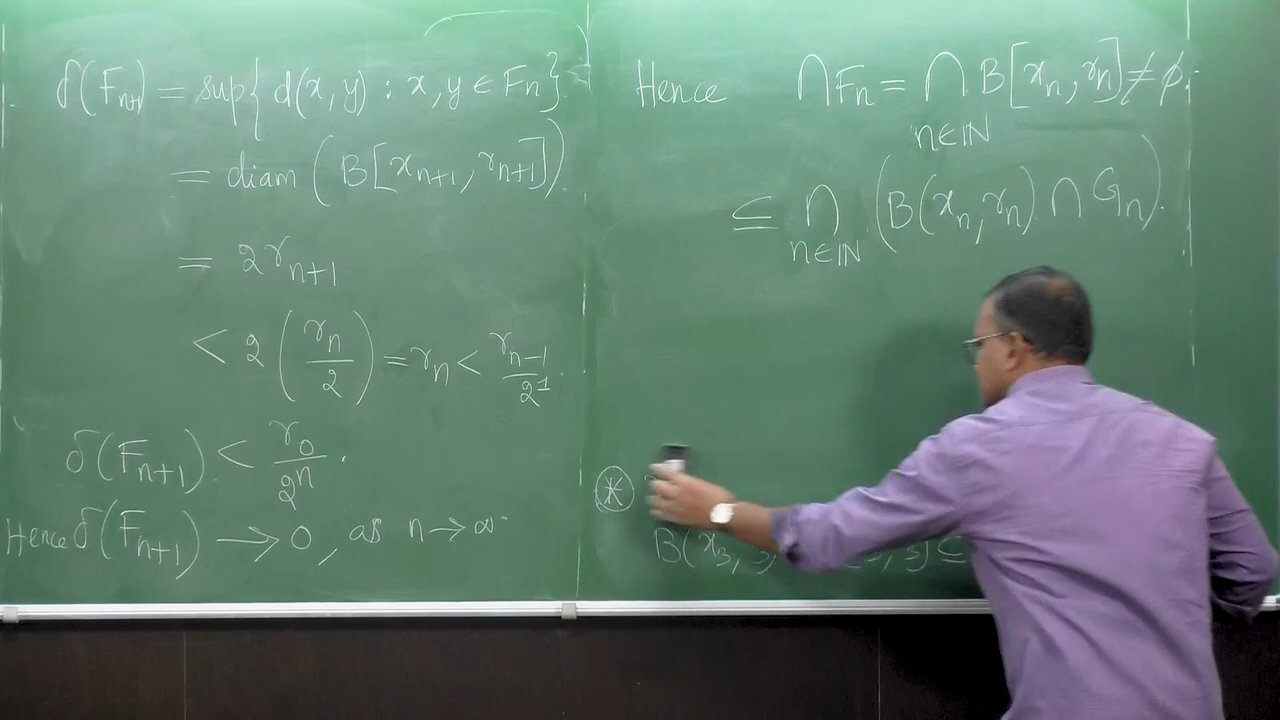 δ(F_{n+1}) = sup{ d(x,y) : x,y ∈ F_n }
= diam ( B[x_{n+1}, r_{n+1}] )
= 2r_{n+1}
< 2 ( r_n / 2 ) = r_n < r_{n-1} / 2^1 .
δ(F_{n+1}) < r_0 / 2^n .
Hence δ(F_{n+1}) → 0, as n → ∞
Hence ∩F_n = ∩_{n∈ℕ} B[x_n, r_n] ≠ φ.
⊆ ∩_{n∈ℕ} ( B(x_n, r_n) ∩ G_n ).
(*)
B(x_3, ⊆